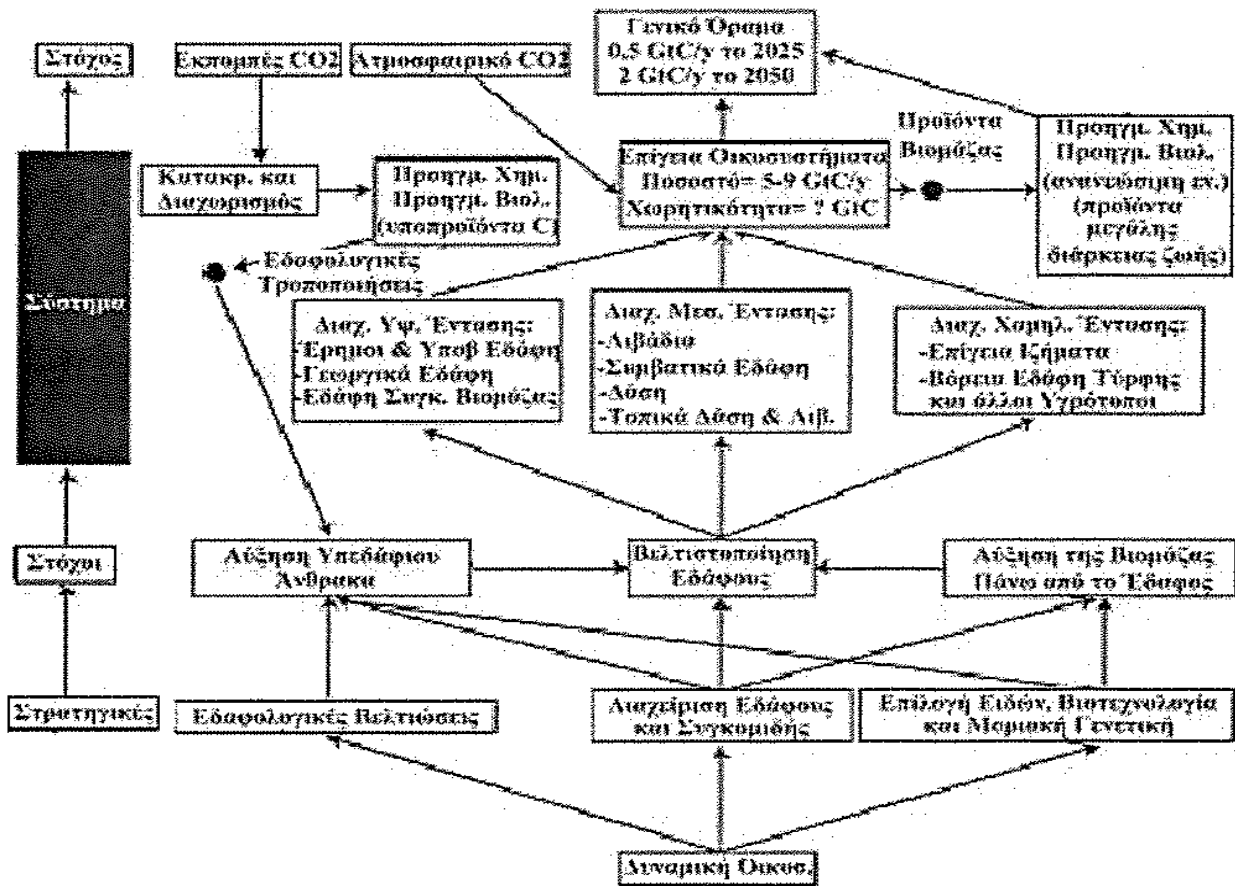 Γενικό Όραμα
0.5 GtC/y το 2025
2 GtC/y το 2050
Στόχος
Εκπομπές CO2
Ατμοσφαιρικό CO2
Κατακρ. και
Διαχωρισμός
Προηγμ. Χημ.
Προηγμ. Βιολ.
(υποπροϊόντα C)
Επίγεια Οικοσυστήματα
Ποσοστό= 5-9 GtC/y
Χωρητικότητα= ? GtC
Προϊόντα
Βιομάζας
Προηγμ. Χημ.
Προηγμ. Βιολ.
(ανανεώσιμη εν.)
(προϊόντα
μεγάλης
διάρκειας ζωής)
Σύστημα
Εδαφολογικές
Τροποποιήσεις
Διαχ. Υψ. Έντασης:
-Έρημοι & Υποβ Εδάφη
-Γεωργικά Εδάφη
-Εδάφη Συγκ. Βιομάζας
Διαχ. Μεσ. Έντασης:
-Λιβάδια
-Συμβατικά Εδάφη
-Δάση
-Τοπικά Δάση & Λιβ.
Διαχ. Χαμηλ. Έντασης:
-Επίγεια Ιζήματα
-Βόρεια Εδάφη Τύρφης
και άλλοι Υγρότοποι
Στόχοι
Αύξηση Υπεδάφιου
Άνθρακα
Βελτιστοποίηση
Εδάφους
Αύξηση της Βιομάζας
Πάνω από το Έδαφος
Στρατηγικές
Εδαφολογικές Βελτιώσεις
Διαχείριση Εδάφους
και Συγκομιδής
Επιλογή Ειδών, Βιοτεχνολογία
και Μοριακή Γενετική
Δυναμική Οικοσ.